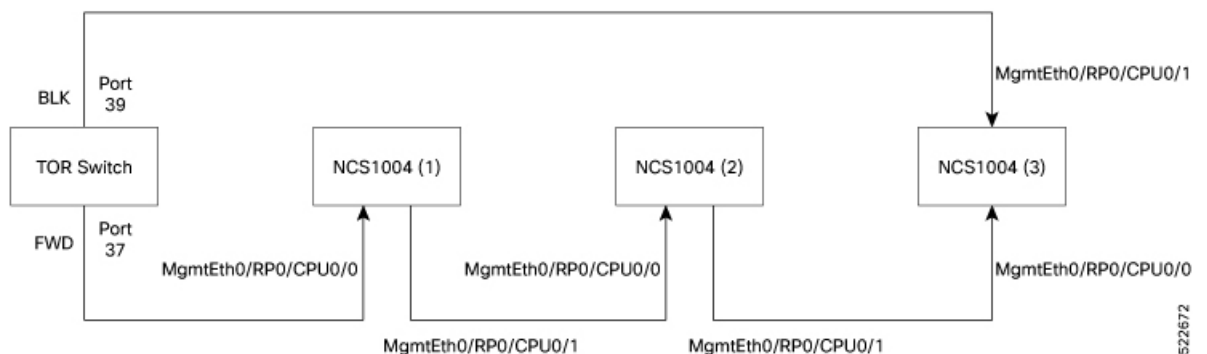 MgmtEth0/RP0/CPU0/1
BLK
Port
39
TOR Switch
NCS1004 (1)
NCS1004 (2)
NCS1004 (3)
FWD
Port
37
MgmtEth0/RP0/CPU0/0
MgmtEth0/RP0/CPU0/0
MgmtEth0/RP0/CPU0/0
MgmtEth0/RP0/CPU0/1
MgmtEth0/RP0/CPU0/1
522672